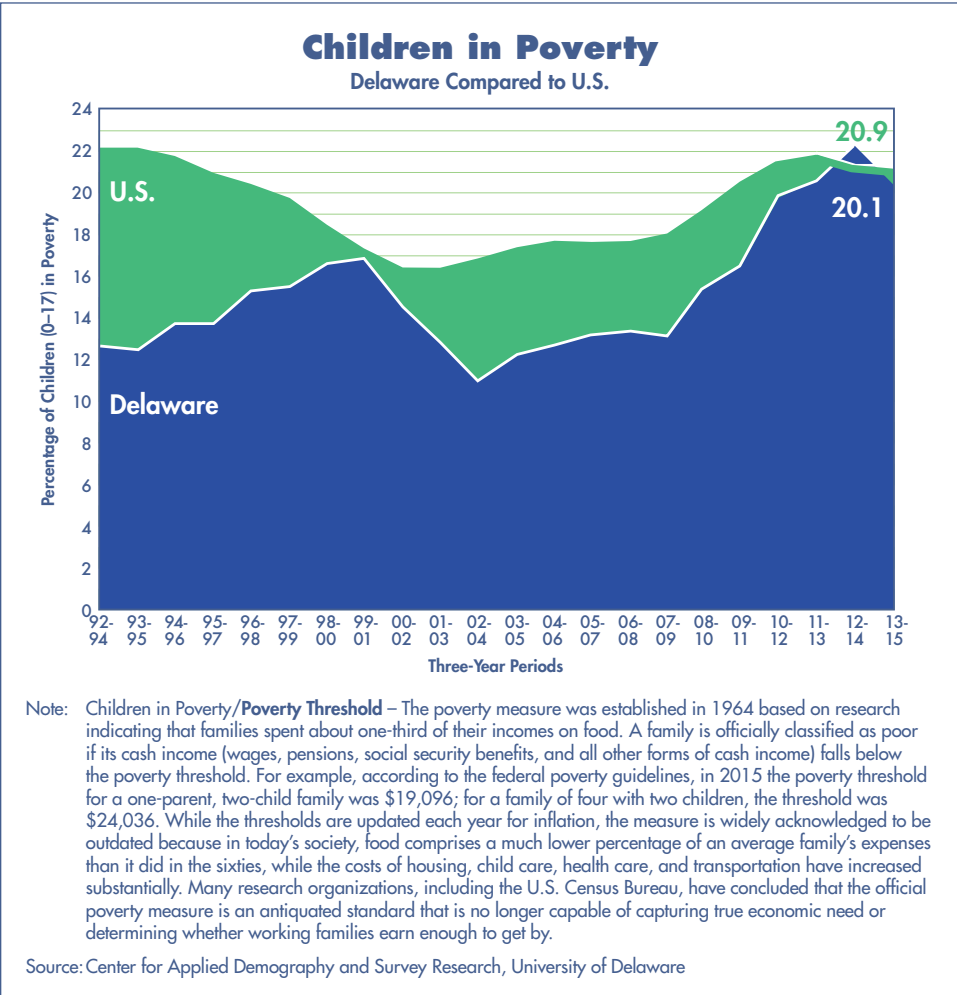 Children in Poverty
Delaware Compared to U.S.
Percentage of Children (0–17) in Poverty
24
22
20
18
16
14
12
10
8
6
4
2
0
U.S.
Delaware
20.9
20.1
92-94 93-95 94-96 95-97 96-98 97-99 98-00 99-01 00-02 01-03 02-04 03-05 04-06 05-07 06-08 07-09 08-10 09-11 10-12 11-13 12-14 13-15
Three-Year Periods
Note: Children in Poverty/Poverty Threshold – The poverty measure was established in 1964 based on research
indicating that families spent about one-third of their incomes on food. A family is officially classified as poor
if its cash income (wages, pensions, social security benefits, and all other forms of cash income) falls below
the poverty threshold. For example, according to the federal poverty guidelines, in 2015 the poverty threshold
for a one-parent, two-child family was $19,096; for a family of four with two children, the threshold was
$24,036. While the thresholds are updated each year for inflation, the measure is widely acknowledged to be
outdated because in today's society, food comprises a much lower percentage of an average family's expenses
than it did in the sixties, while the costs of housing, child care, health care, and transportation have increased
substantially. Many research organizations, including the U.S. Census Bureau, have concluded that the official
poverty measure is an antiquated standard that is no longer capable of capturing true economic need or
determining whether working families earn enough to get by.
Source: Center for Applied Demography and Survey Research, University of Delaware